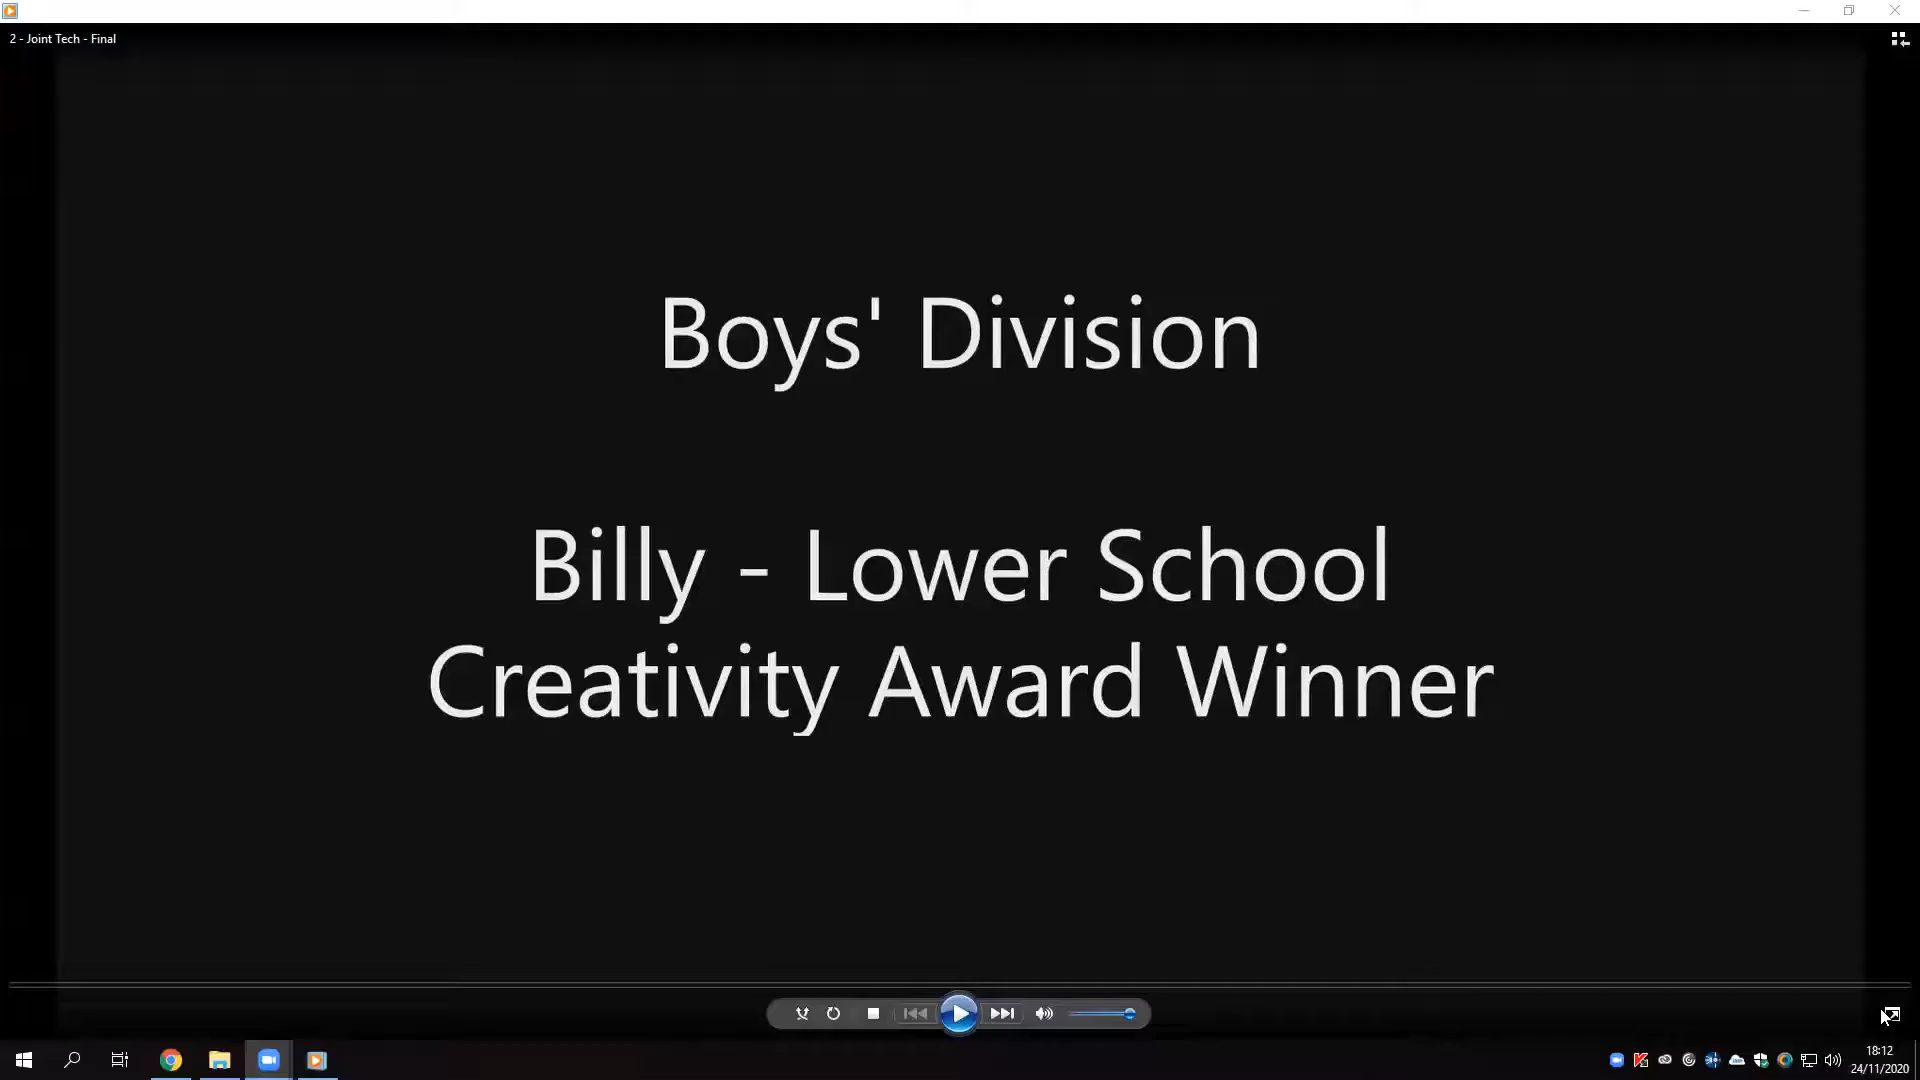 2 - Joint Tech - Final
Boys' Division
Billy - Lower School
Creativity Award Winner
18:12
24/11/2020